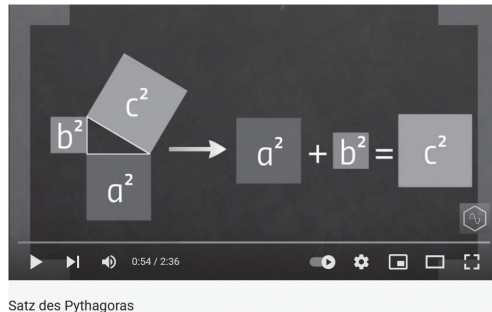 c²
b²
a²
a² + b² = c²
0:54 / 2:36
Satz des Pythagoras